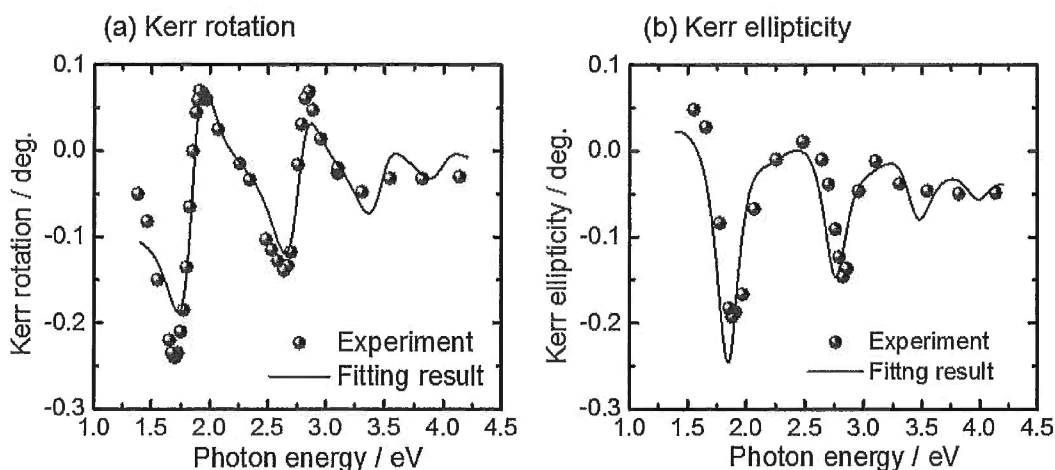 (a) Kerr rotation
0.1
0.0
-0.1
-0.2
-0.3
Kerr rotation / deg.
Experiment
Fitting result
1.0 1.5 2.0 2.5 3.0 3.5 4.0 4.5
Photon energy / eV
(b) Kerr ellipticity
0.1
0.0
-0.1
-0.2
-0.3
Kerr ellipticity / deg.
Experiment
Fittng result
1.0 1.5 2.0 2.5 3.0 3.5 4.0 4.5
Photon energy / eV